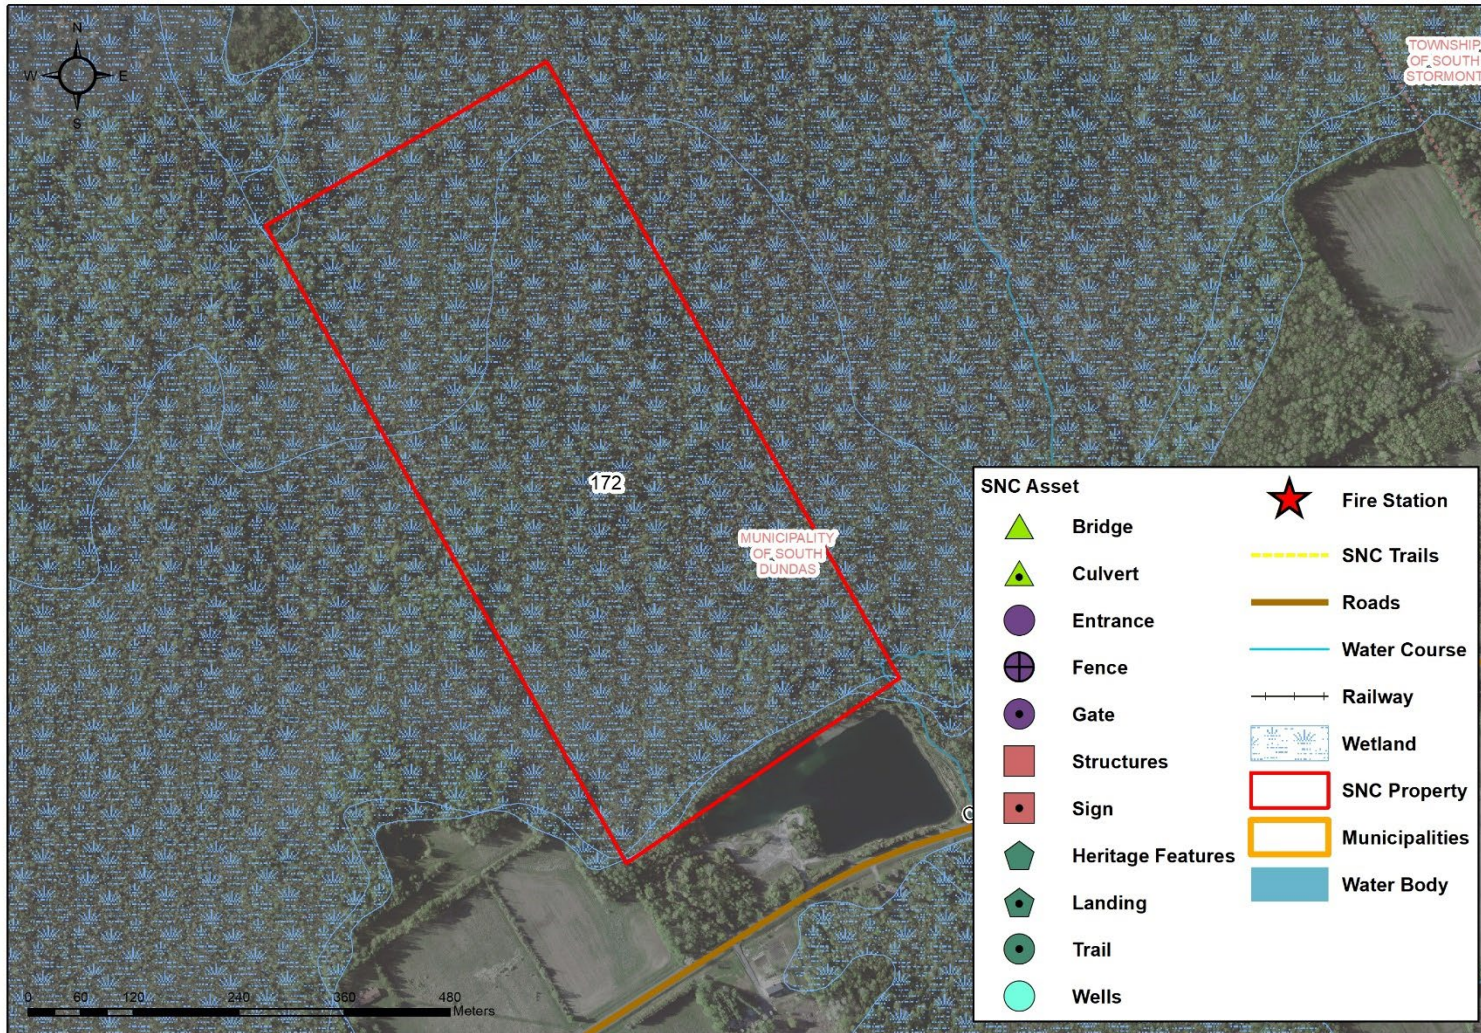 N
W E
S
TOWNSHIP
OF SOUTH
STORMONT
172
MUNICIPALITY
OF SOUTH
DUNDAS
SNC Asset
Bridge
Culvert
Entrance
Fence
Gate
Structures
Sign
Heritage Features
Landing
Trail
Wells
Fire Station
SNC Trails
Roads
Water Course
Railway
Wetland
SNC Property
Municipalities
Water Body
0 60 120 240 360 480
Meters